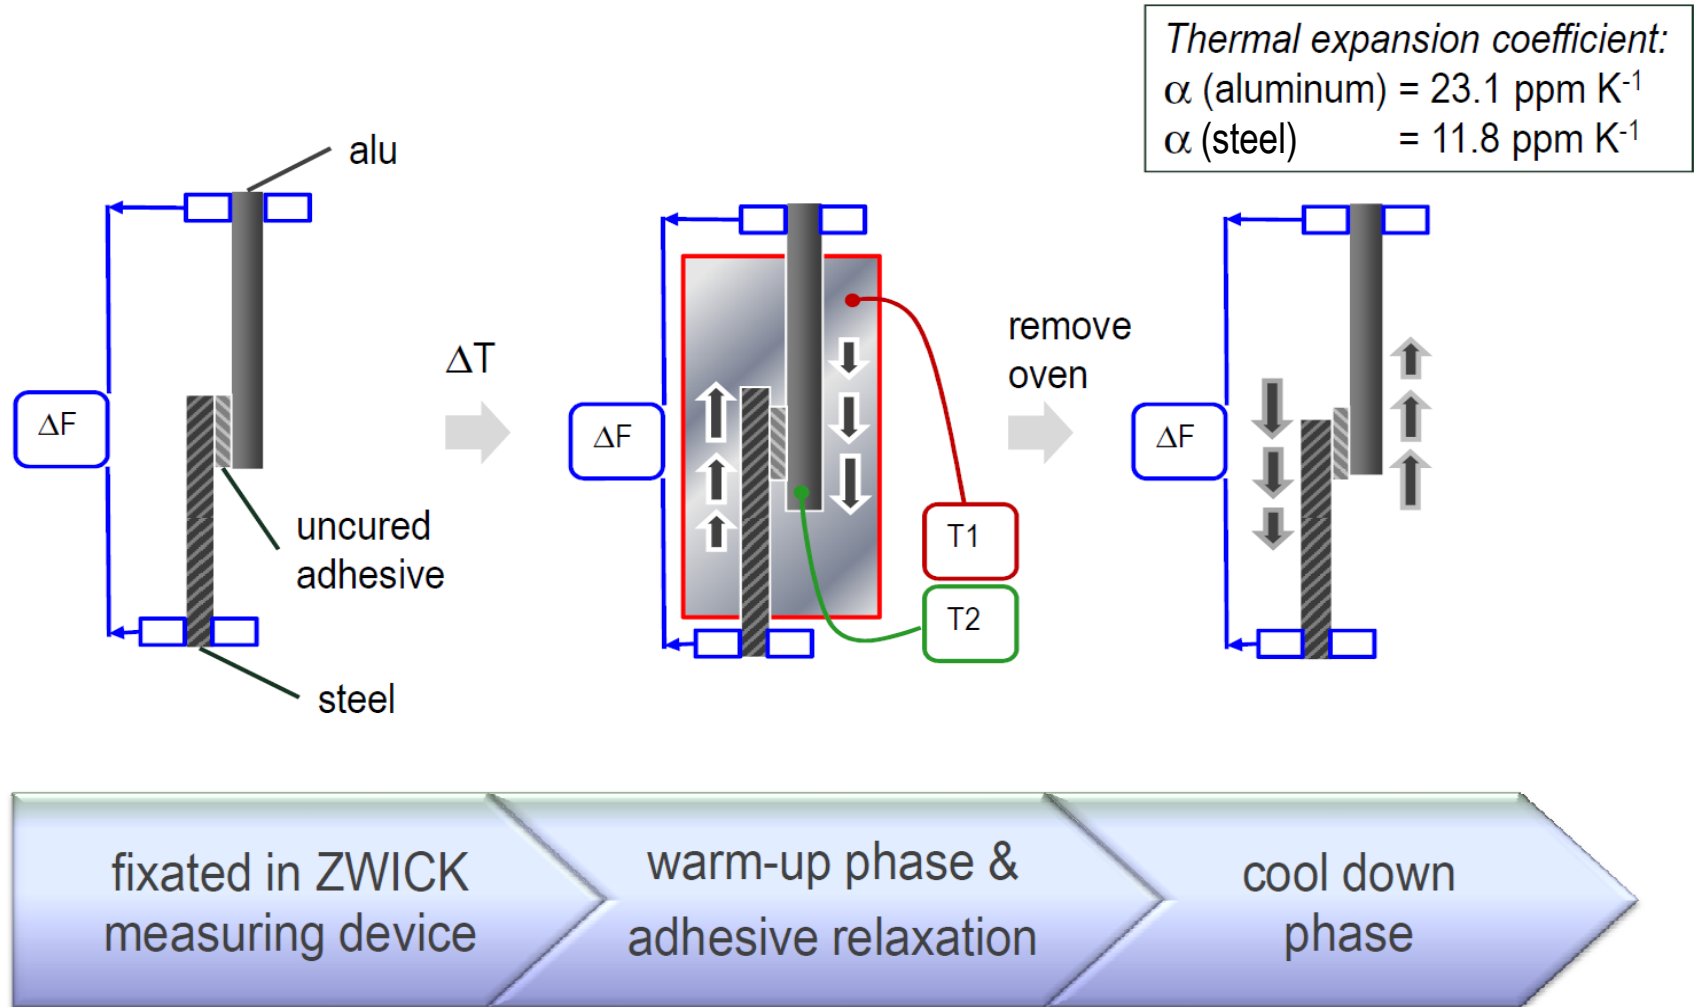 Thermal expansion coefficient:
α (aluminum) = 23.1 ppm K⁻¹
α (steel) = 11.8 ppm K⁻¹
alu
ΔF
uncured
adhesive
steel
ΔT
ΔF
T1
T2
remove
oven
ΔF
fixated in ZWICK
measuring device
warm-up phase &
adhesive relaxation
cool down
phase